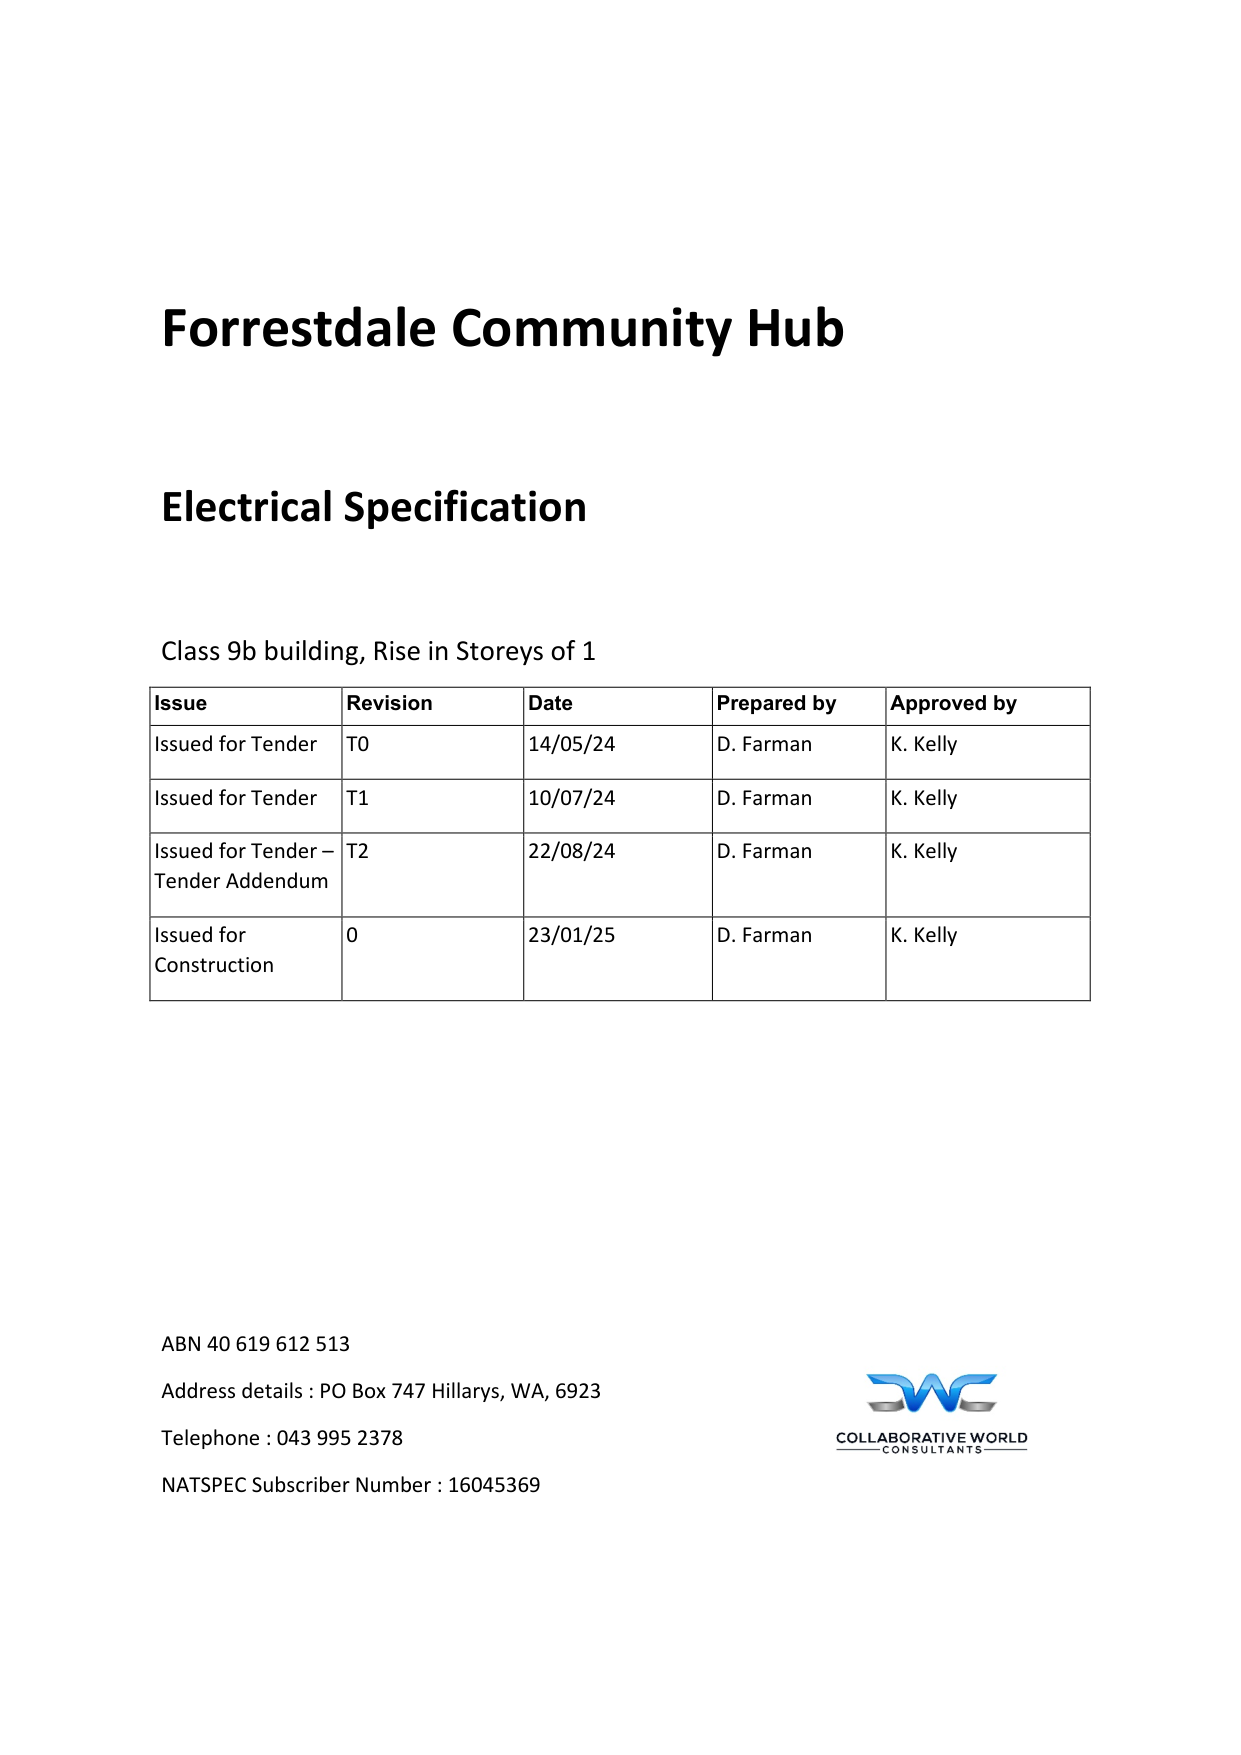 Forrestdale Community Hub
Electrical Specification
Class 9b building, Rise in Storeys of 1
Issue Revision Date Prepared by Approved by
Issued for Tender T0 14/05/24 D. Farman K. Kelly
Issued for Tender T1 10/07/24 D. Farman K. Kelly
Issued for Tender – T2 22/08/24 D. Farman K. Kelly
Tender Addendum
Issued for 0 23/01/25 D. Farman K. Kelly
Construction
ABN 40 619 612 513
Address details : PO Box 747 Hillarys, WA, 6923
Telephone : 043 995 2378
NATSPEC Subscriber Number : 16045369
CWC
COLLABORATIVE WORLD
CONSULTANTS